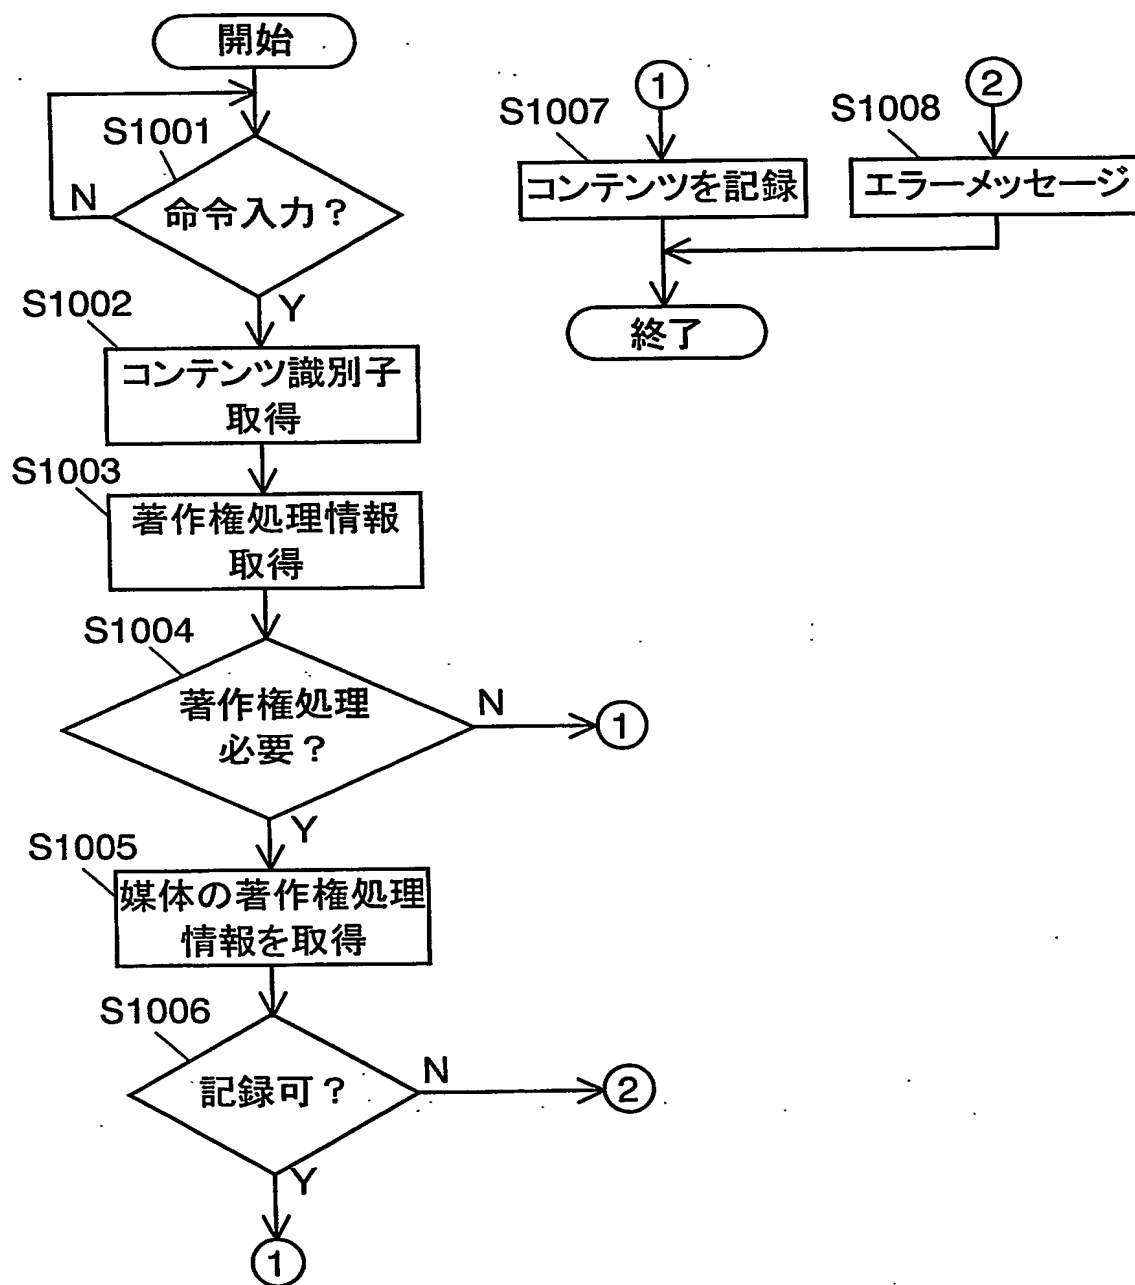 開始
S1001
命令入力？
N
Y
S1002
コンテンツ識別子
取得
S1003
著作権処理情報
取得
S1004
著作権処理
必要？
N
①
Y
S1005
媒体の著作権処理
情報を取得
S1006
記録可？
N
②
Y
①
①
S1007
コンテンツを記録
②
S1008
エラーメッセージ
終了